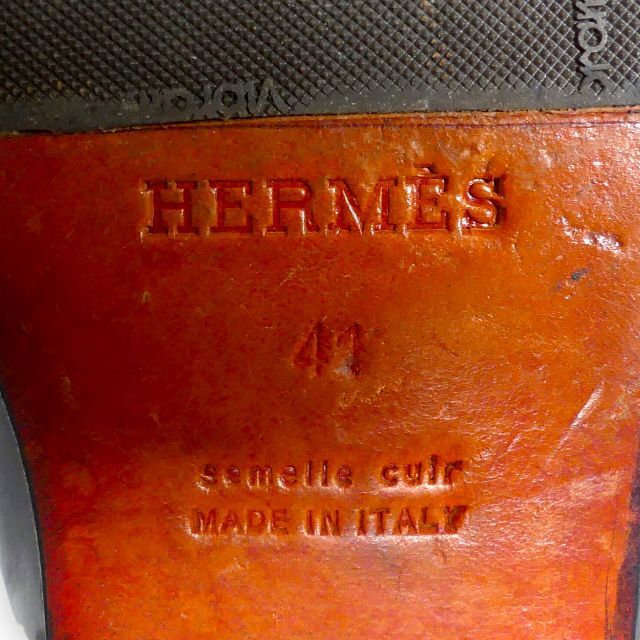 HERMÈS
41
semelle cuir
MADE IN ITALY